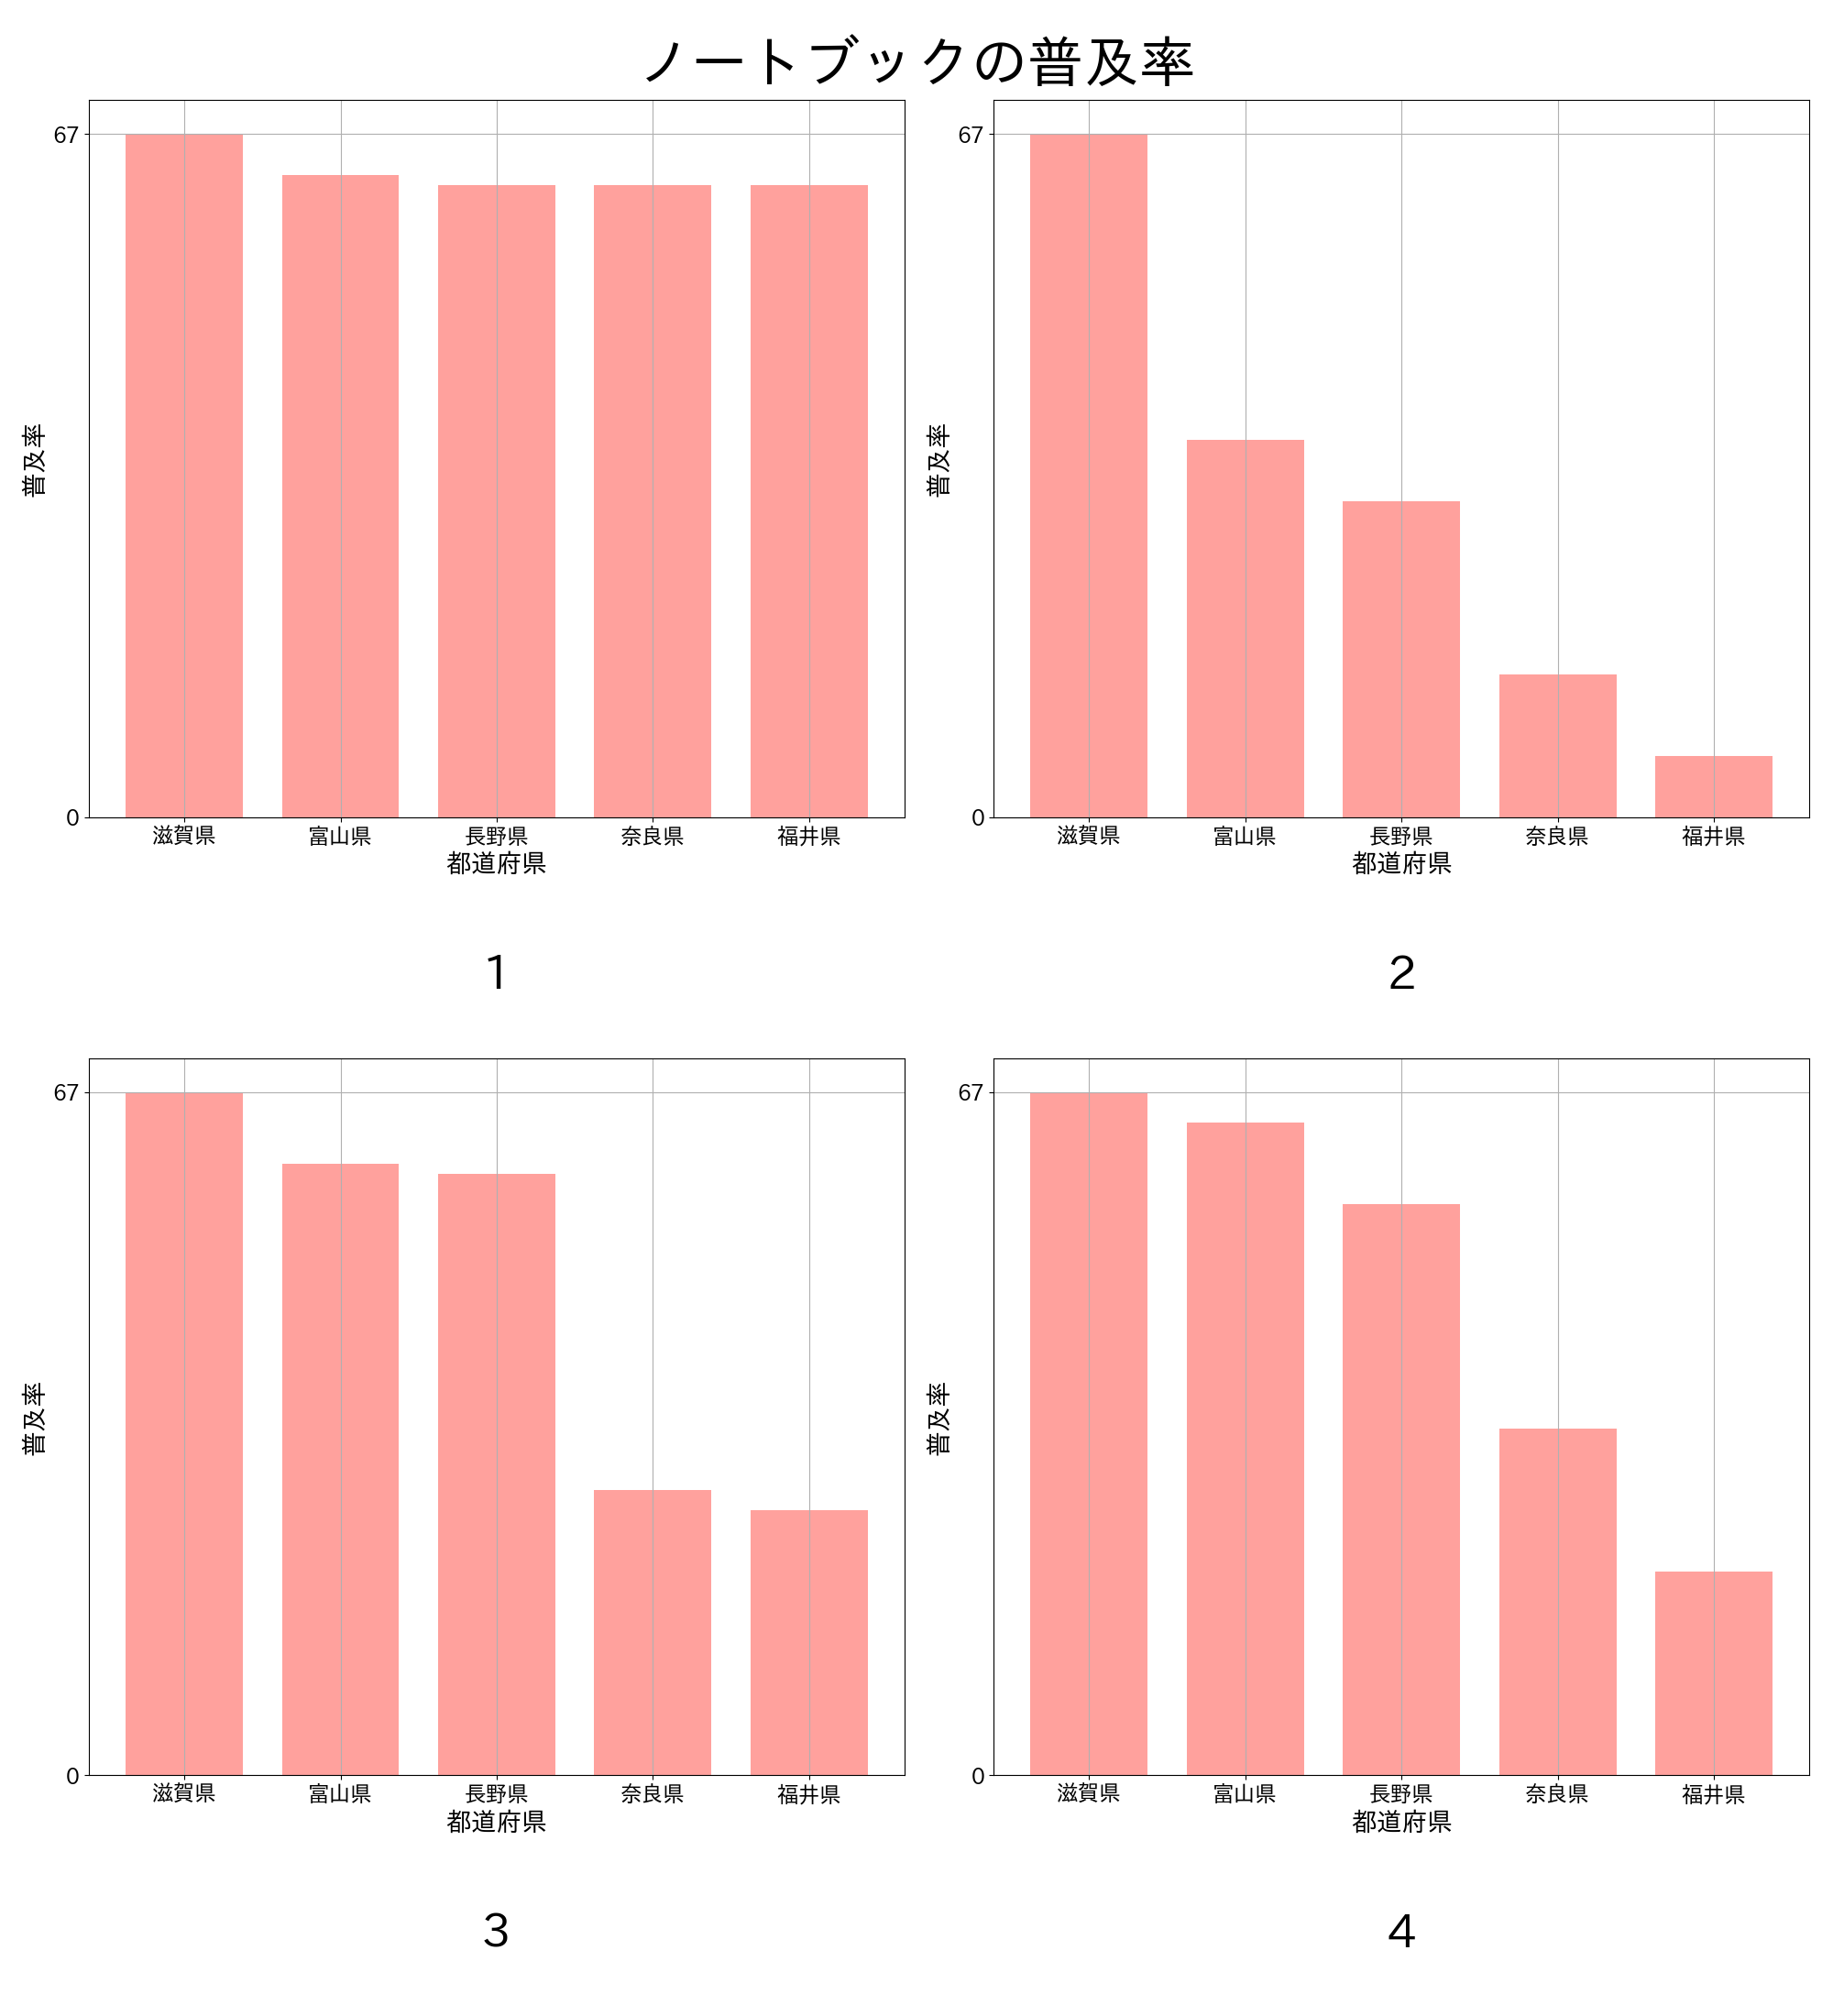 ノートブックの普及率
67
0
普及率
滋賀県 富山県 長野県 奈良県 福井県
都道府県
1
67
0
普及率
滋賀県 富山県 長野県 奈良県 福井県
都道府県
2
67
0
普及率
滋賀県 富山県 長野県 奈良県 福井県
都道府県
3
67
0
普及率
滋賀県 富山県 長野県 奈良県 福井県
都道府県
4